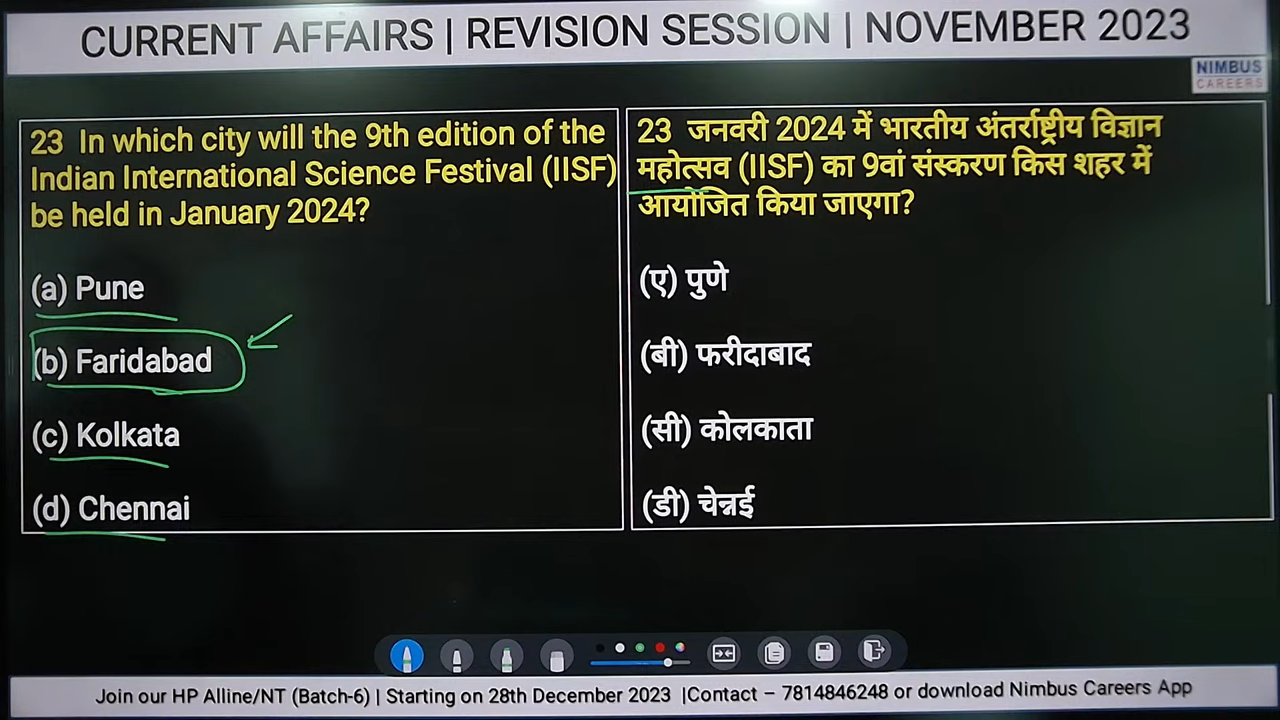 CURRENT AFFAIRS | REVISION SESSION | NOVEMBER 2023
NIMBUS
CAREERS
23 In which city will the 9th edition of the
Indian International Science Festival (IISF)
be held in January 2024?
(a) Pune
(b) Faridabad
(c) Kolkata
(d) Chennai
23 जनवरी 2024 में भारतीय अंतर्राष्ट्रीय विज्ञान
महोत्सव (IISF) का 9वां संस्करण किस शहर में
आयोजित किया जाएगा?
(ए) पुणे
(बी) फरीदाबाद
(सी) कोलकाता
(डी) चेन्नई
Join our HP Alline/NT (Batch-6) | Starting on 28th December 2023 |Contact – 7814846248 or download Nimbus Careers App